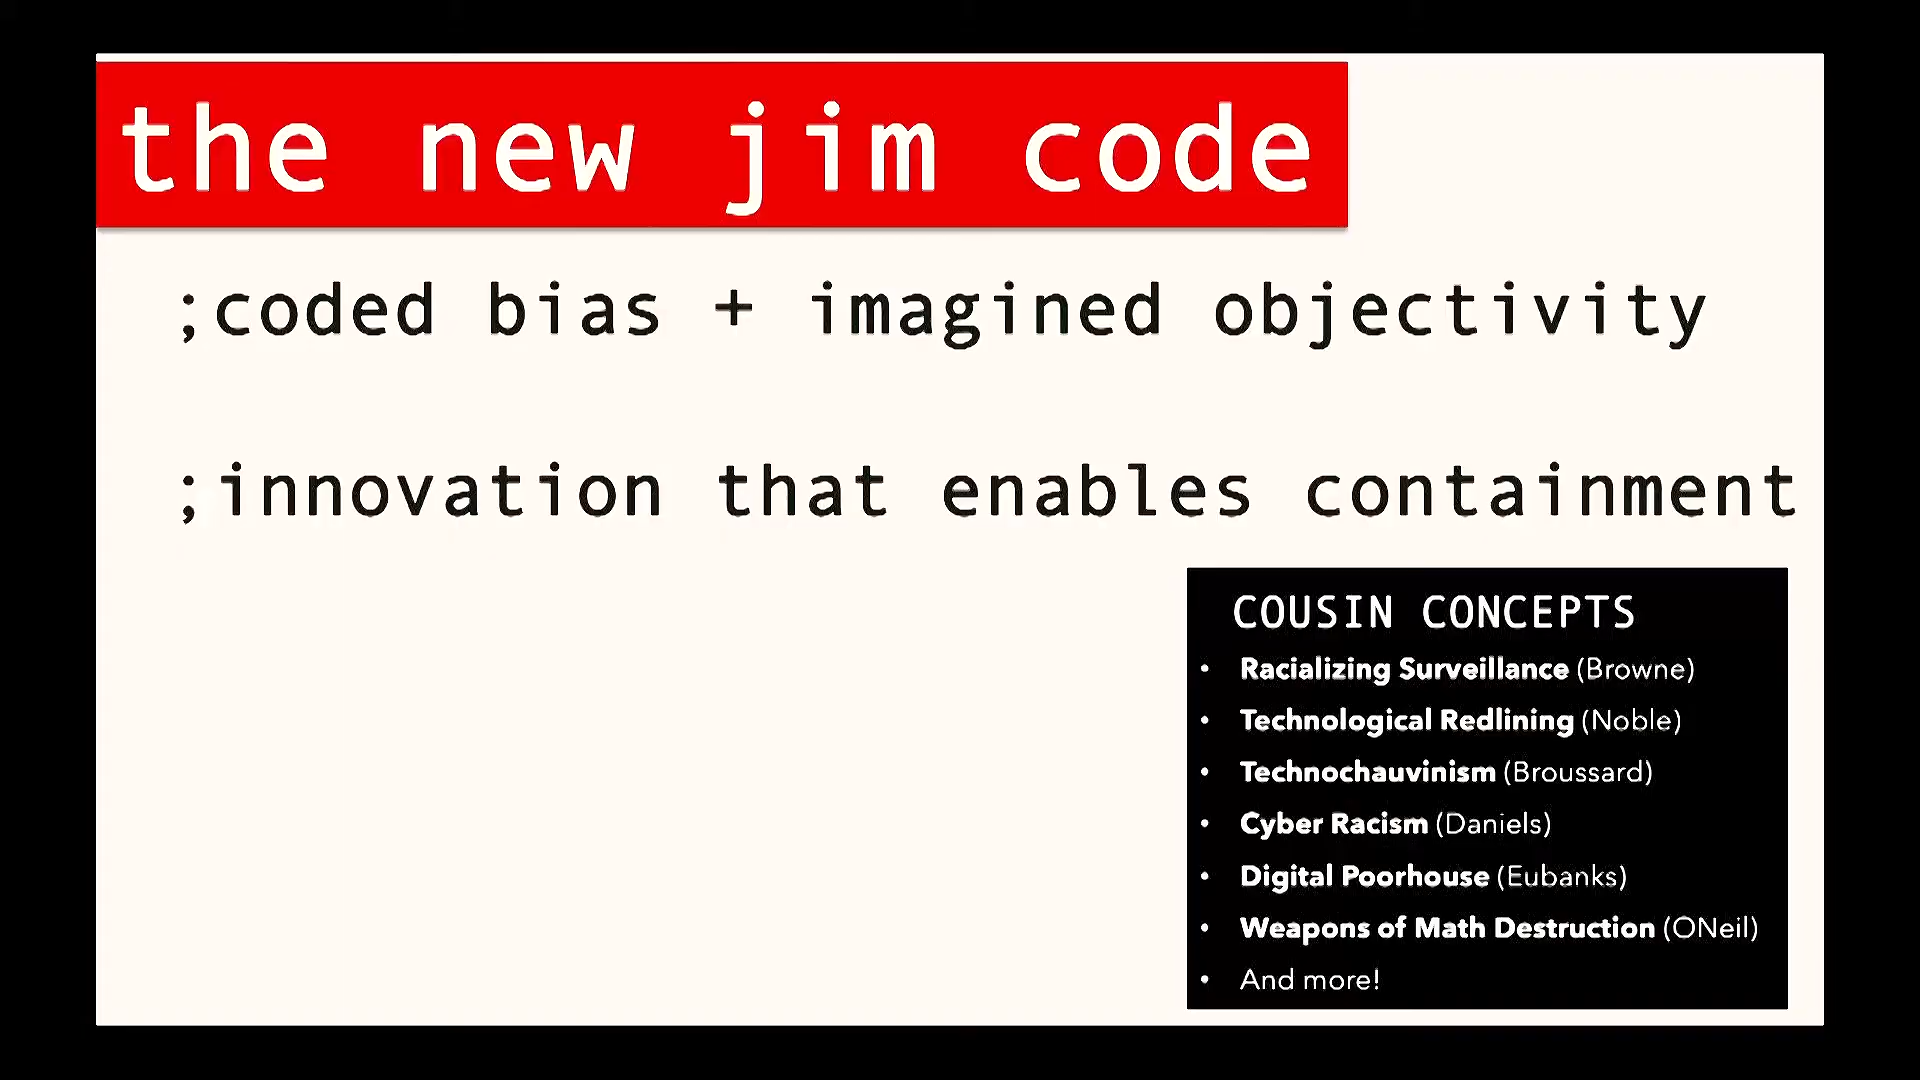 the new jim code
;coded bias + imagined objectivity
;innovation that enables containment
COUSIN CONCEPTS
• Racializing Surveillance (Browne)
• Technological Redlining (Noble)
• Technochauvinism (Broussard)
• Cyber Racism (Daniels)
• Digital Poorhouse (Eubanks)
• Weapons of Math Destruction (ONeil)
• And more!